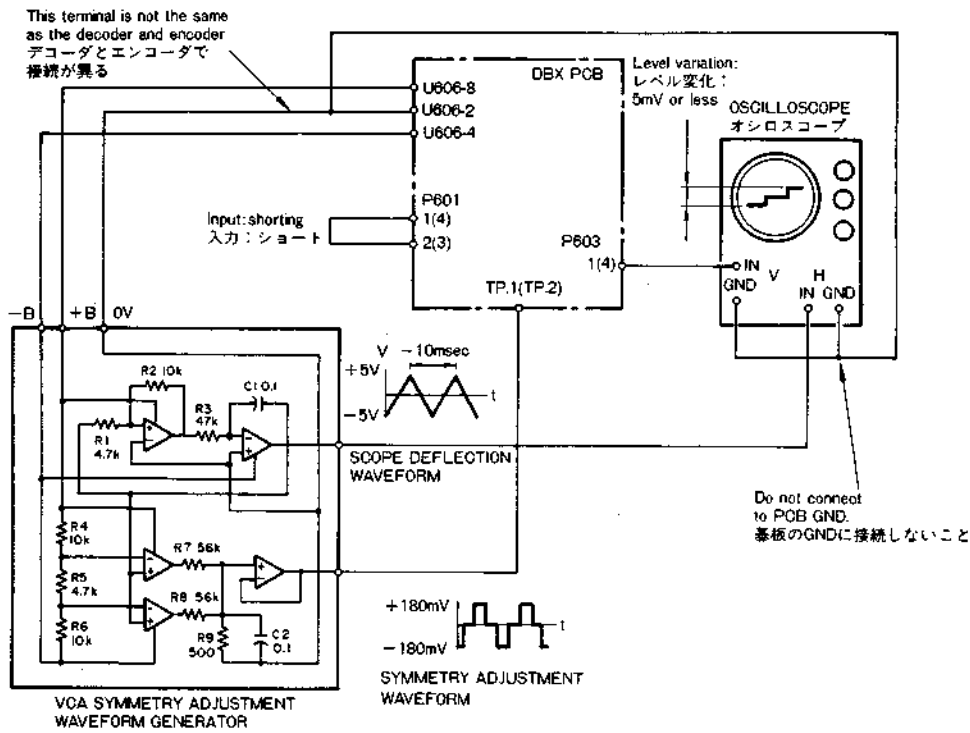 This terminal is not the same
as the decoder and encoder
デコーダとエンコーダで
接続が異る
DBX PCB
U606-8
U606-2
U606-4
Level variation:
レベル変化：
5mV or less
OSCILLOSCOPE
オシロスコープ
P601
1(4)
2(3)
Input: shorting
入力：ショート
P603
1(4)
TP.1(TP.2)
IN
V
GND
H
IN GND
−B
+B
0V
R2 10k
C1 0.1
R3
47k
R1
4.7k
V
−10msec
+5V
−5V
t
SCOPE DEFLECTION
WAVEFORM
Do not connect
to PCB GND.
基板のGNDに接続しないこと
R4
10k
R5
4.7k
R6
10k
R7 56k
R8 56k
R9
500
C2
0.1
+180mV
−180mV
t
SYMMETRY ADJUSTMENT
WAVEFORM
VCA SYMMETRY ADJUSTMENT
WAVEFORM GENERATOR